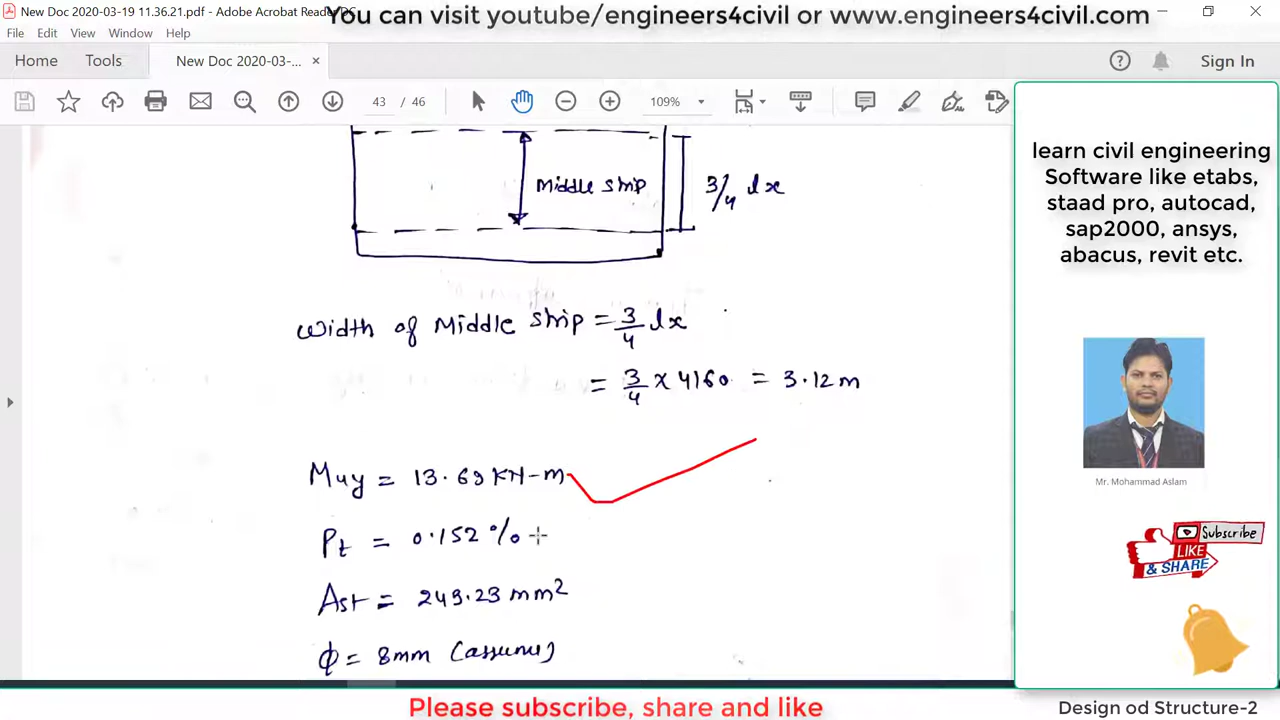 New Doc 2020-03-19 11.36.21.pdf - Adobe Acrobat Reader DC
You can visit youtube/engineers4civil or www.engineers4civil.com
File Edit View Window Help
Home Tools New Doc 2020-03-... × Sign In
43 / 46 109%
learn civil engineering
Software like etabs,
staad pro, autocad,
sap2000, ansys,
abacus, revit etc.
Middle ship
3/4 lx
Width of Middle ship = 3/4 lx
= 3/4 x 4160 = 3.12 m
Mr. Mohammad Aslam
Muy = 13.69 KN-m
Pt = 0.152 %
Subscribe
LIKE
& SHARE
Ast = 243.23 mm²
ϕ = 8mm (assume)
Please subscribe, share and like
Design od Structure-2